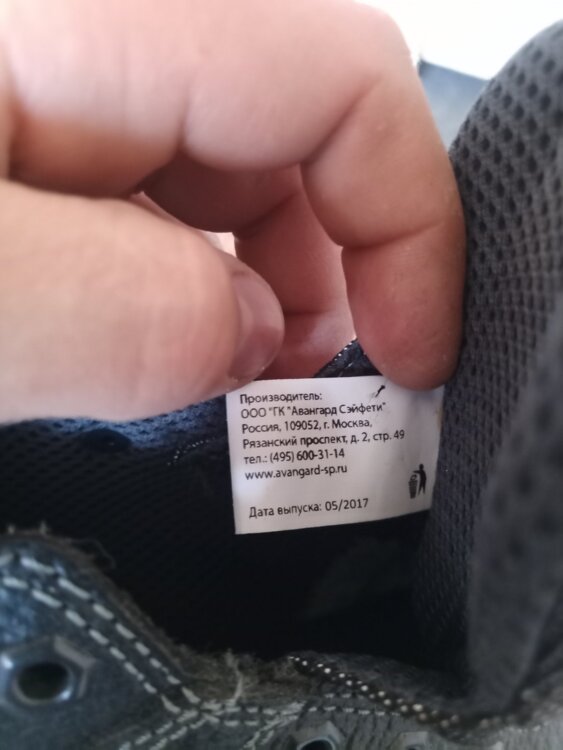 Производитель:
ООО "ГК "Авангард Сэйфети"
Россия, 109052, г. Москва,
Рязанский проспект, д. 2, стр. 49
тел.: (495) 600-31-14
www.avangard-sp.ru
Дата выпуска: 05/2017